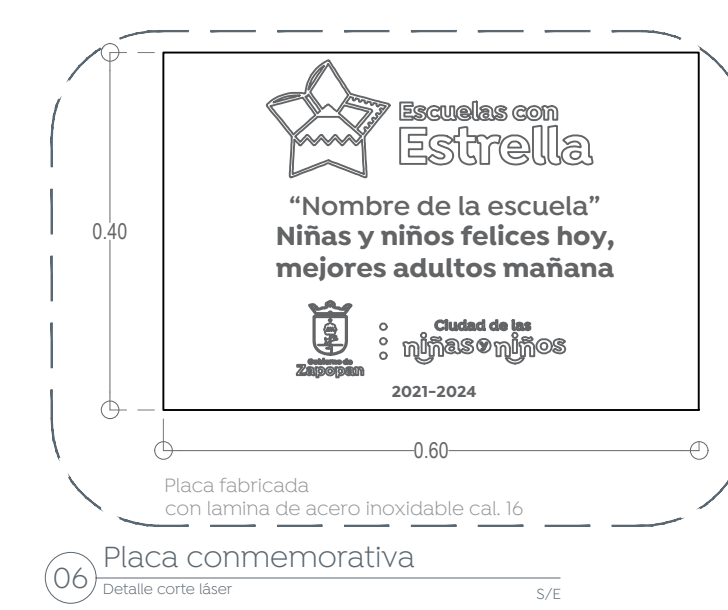 Escuelas con
Estrella
“Nombre de la escuela”
Niñas y niños felices hoy,
mejores adultos mañana
0.40
Gobierno de
Zapopan
Ciudad de las
niñas y niños
2021-2024
0.60
Placa fabricada
con lamina de acero inoxidable cal. 16
06
Placa conmemorativa
Detalle corte láser
S/E